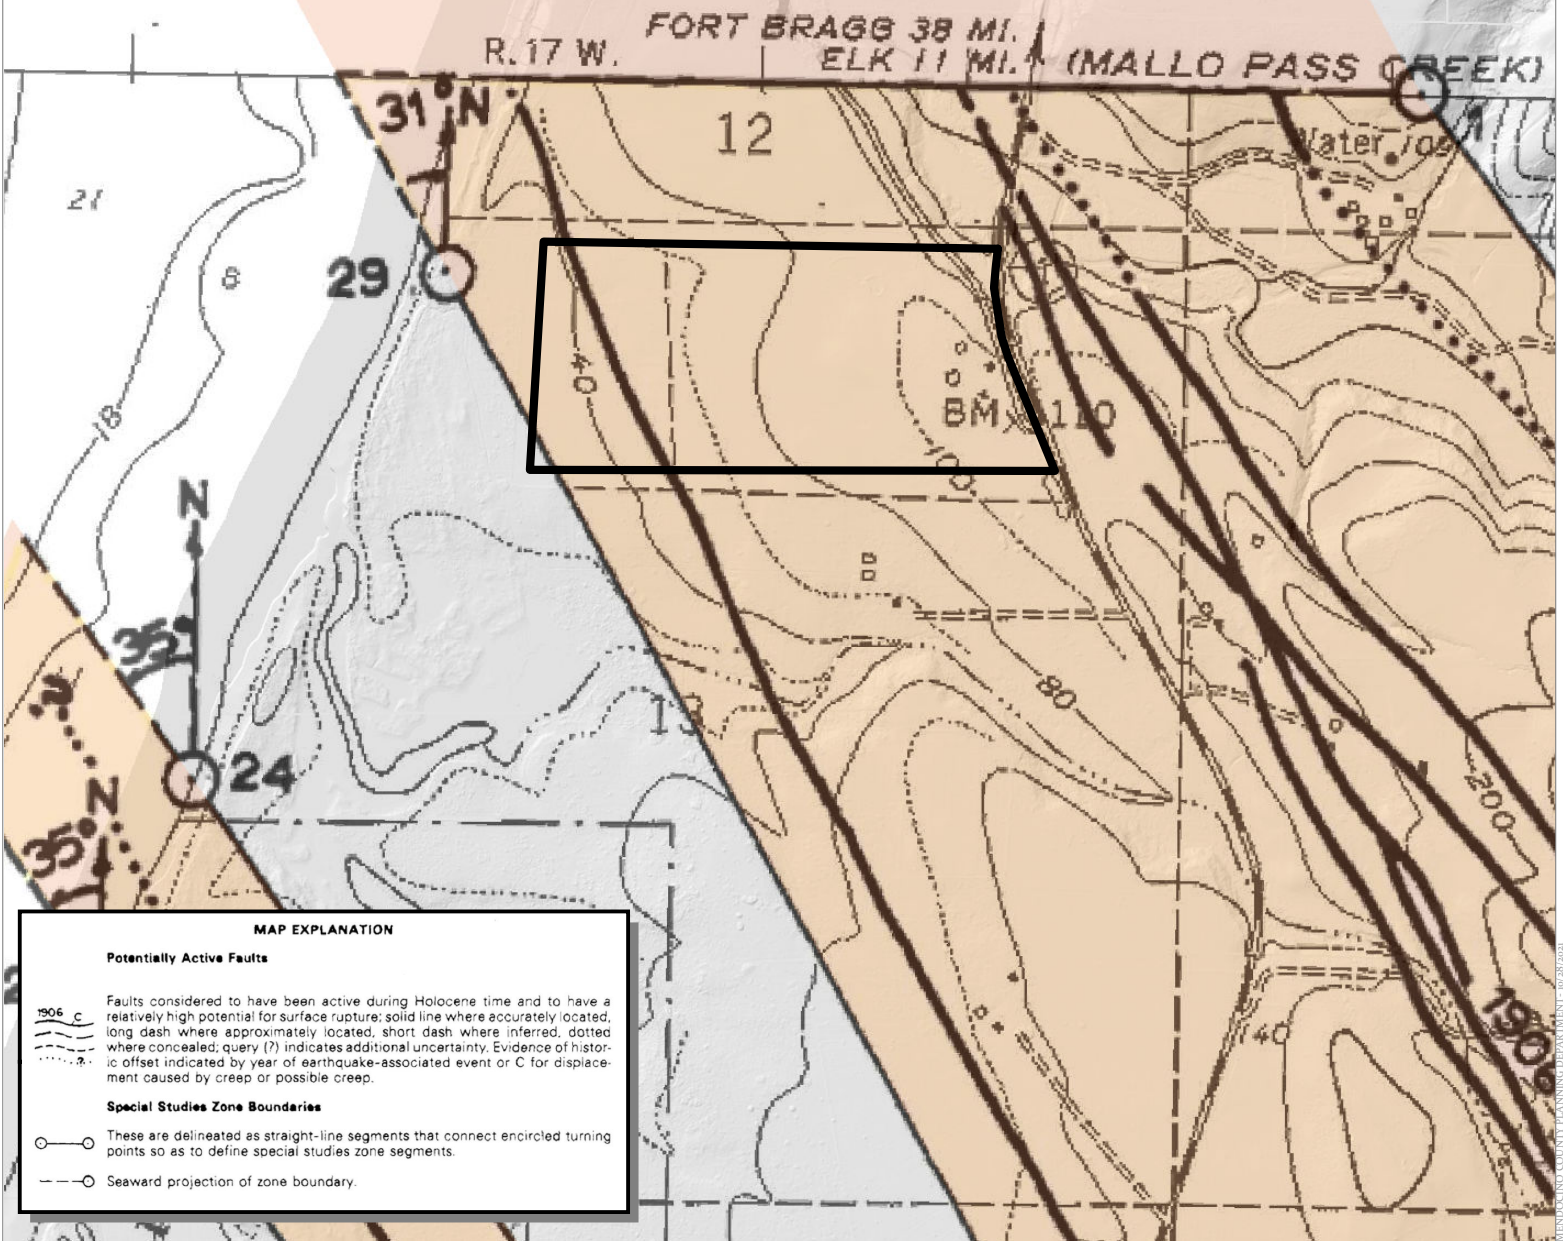 FORT BRAGG 38 MI.
R. 17 W.
ELK 11 MI.
(MALLO PASS CREEK)
31
N
12
1
29
6
18
40
BM
110
100
N
35°
24
80
13
N
35°
200
40
1906
MAP EXPLANATION
Potentially Active Faults
1906 C
Faults considered to have been active during Holocene time and to have a
relatively high potential for surface rupture; solid line where accurately located,
long dash where approximately located, short dash where inferred, dotted
where concealed; query (?) indicates additional uncertainty. Evidence of histor-
ic offset indicated by year of earthquake-associated event or C for displace-
ment caused by creep or possible creep.
?
Special Studies Zone Boundaries
These are delineated as straight-line segments that connect encircled turning
points so as to define special studies zone segments.
Seaward projection of zone boundary.
MENDOCINO COUNTY PLANNING DEPARTMENT - 10/28/2021